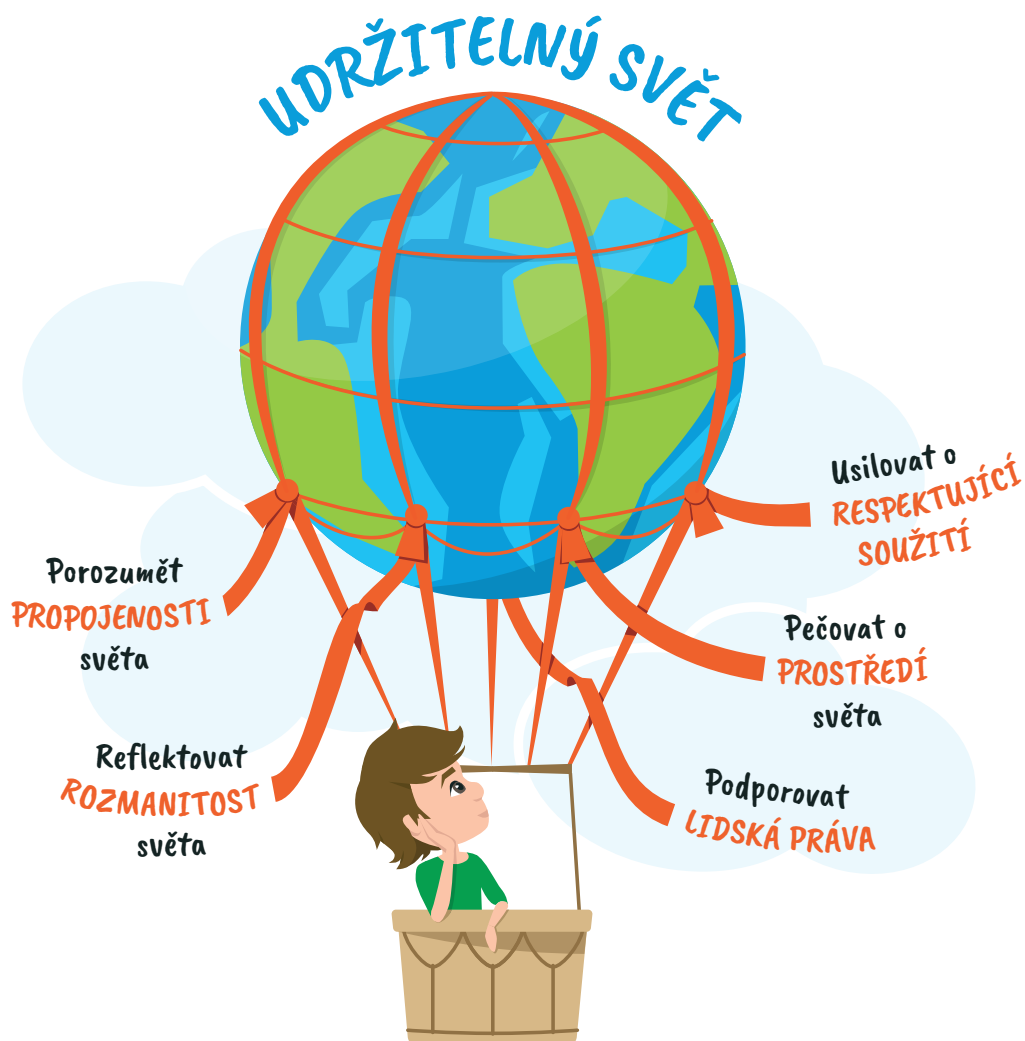 UDRŽITELNÝ SVĚT
Usilovat o
RESPEKTUJÍCÍ
SOUŽITÍ
Porozumět
PROPOJENOSTI
světa
Pečovat o
PROSTŘEDÍ
světa
Reflektovat
ROZMANITOST
světa
Podporovat
LIDSKÁ PRÁVA